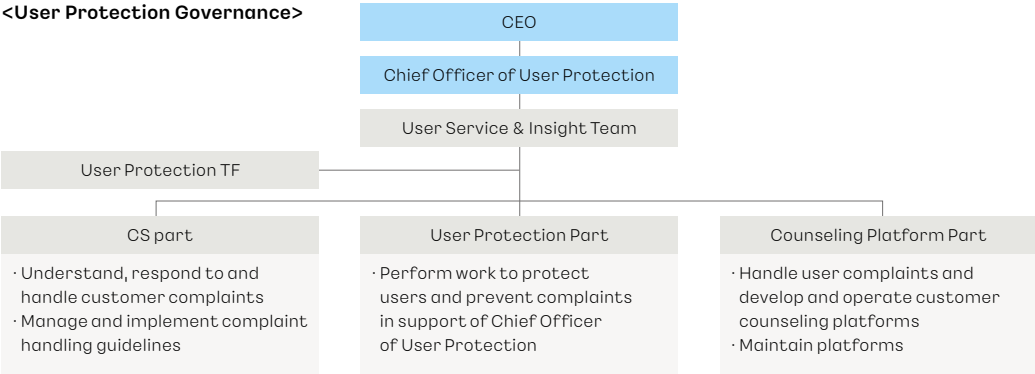 <User Protection Governance>
CEO
Chief Officer of User Protection
User Service & Insight Team
User Protection TF
CS part
· Understand, respond to and
handle customer complaints
· Manage and implement complaint
handling guidelines
User Protection Part
· Perform work to protect
users and prevent complaints
in support of Chief Officer
of User Protection
Counseling Platform Part
· Handle user complaints and
develop and operate customer
counseling platforms
· Maintain platforms